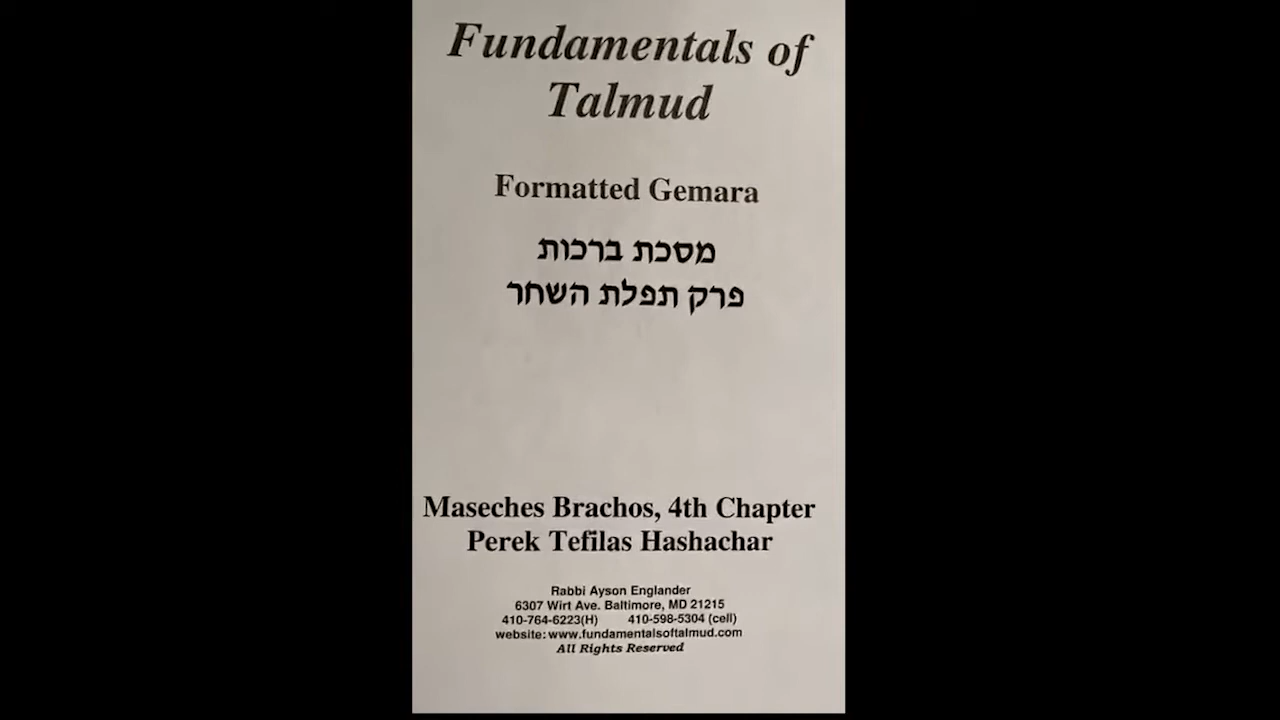 Fundamentals of
Talmud
Formatted Gemara
מסכת ברכות
פרק תפלת השחר
Maseches Brachos, 4th Chapter
Perek Tefilas Hashachar
Rabbi Ayson Englander
6307 Wirt Ave. Baltimore, MD 21215
410-764-6223(H) 410-598-5304 (cell)
website: www.fundamentalsoftalmud.com
All Rights Reserved